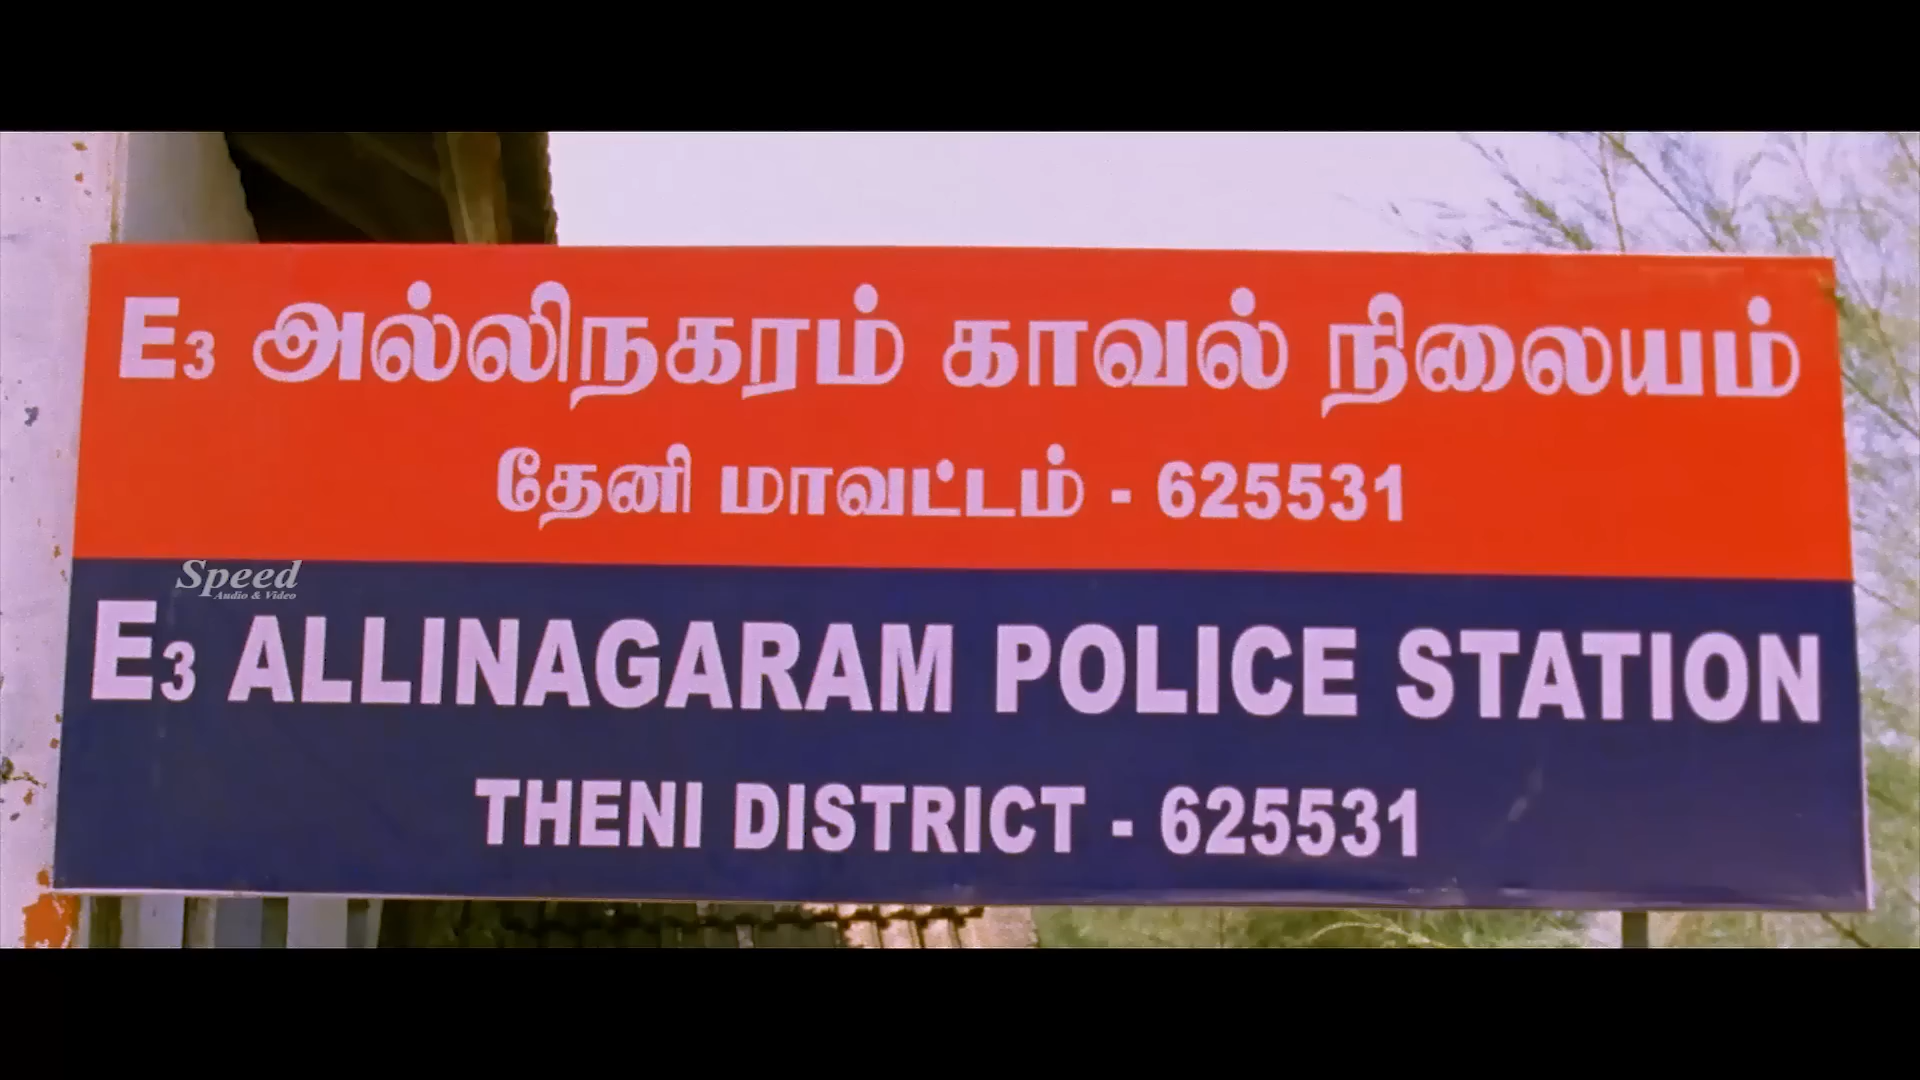 E3 அல்லிநகரம் காவல் நிலையம்
தேனி மாவட்டம் - 625531
Speed
Audio & Video
E3 ALLINAGARAM POLICE STATION
THENI DISTRICT - 625531